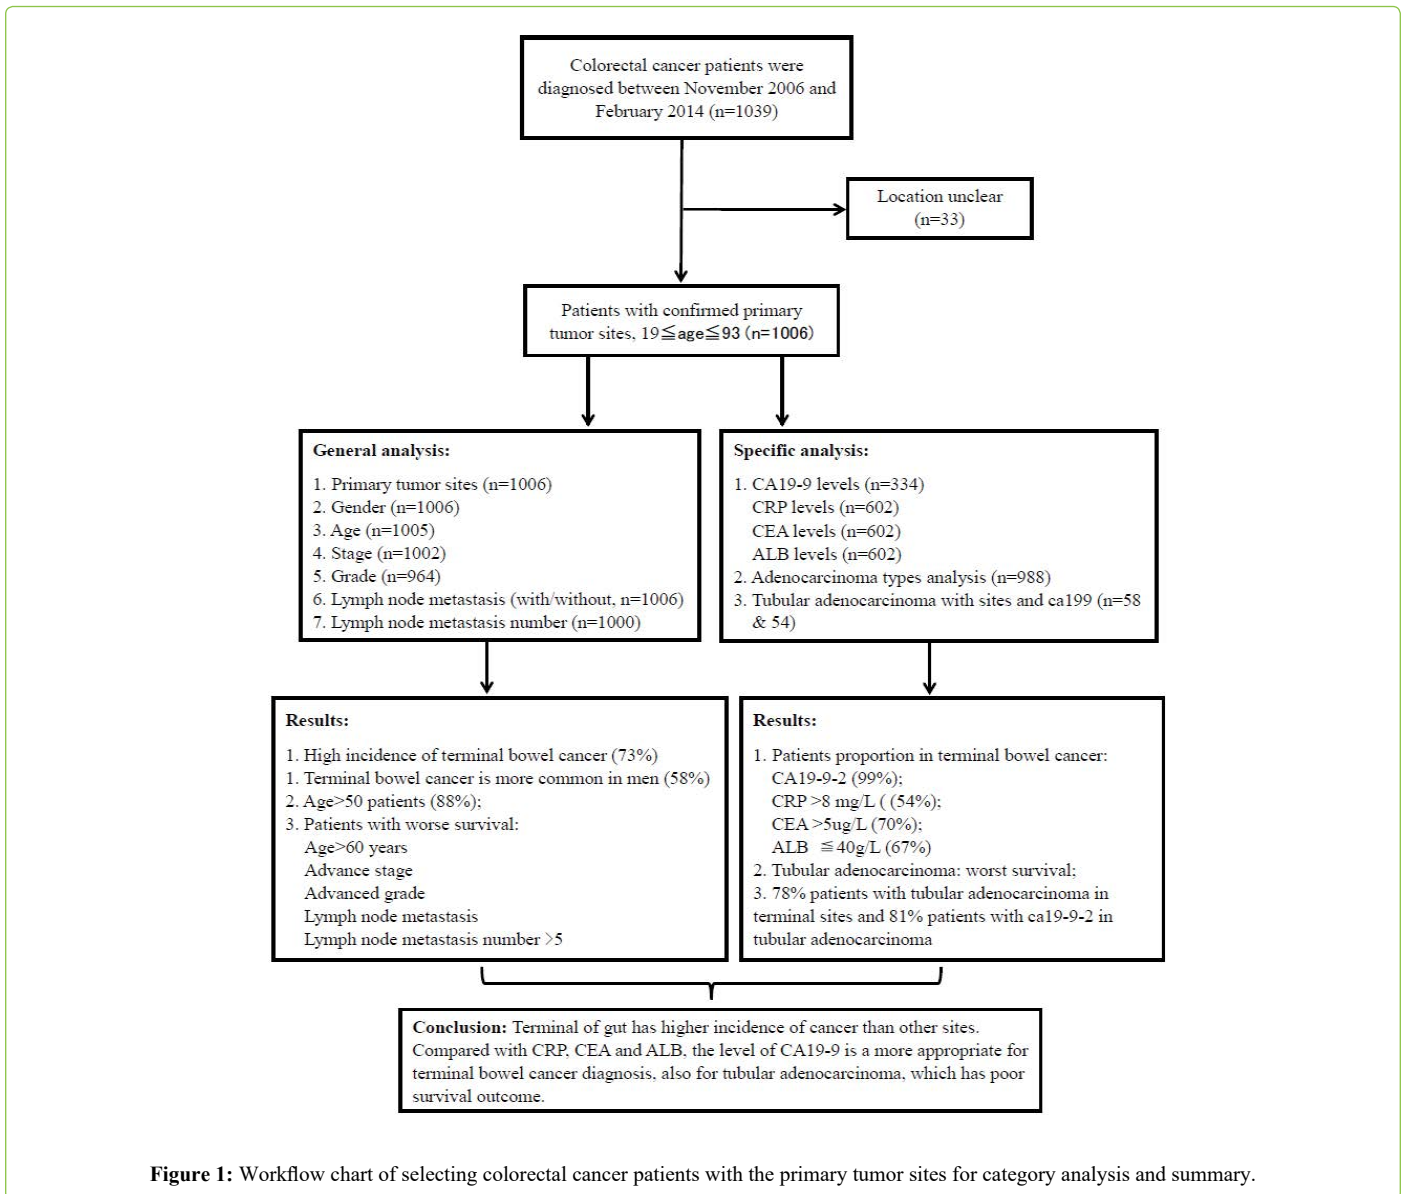 Colorectal cancer patients were
diagnosed between November 2006 and
February 2014 (n=1039)
Location unclear
(n=33)
Patients with confirmed primary
tumor sites, 19≦age≦93 (n=1006)
General analysis:
1. Primary tumor sites (n=1006)
2. Gender (n=1006)
3. Age (n=1005)
4. Stage (n=1002)
5. Grade (n=964)
6. Lymph node metastasis (with/without, n=1006)
7. Lymph node metastasis number (n=1000)
Specific analysis:
1. CA19-9 levels (n=334)
CRP levels (n=602)
CEA levels (n=602)
ALB levels (n=602)
2. Adenocarcinoma types analysis (n=988)
3. Tubular adenocarcinoma with sites and ca199 (n=58
& 54)
Results:
1. High incidence of terminal bowel cancer (73%)
1. Terminal bowel cancer is more common in men (58%)
2. Age>50 patients (88%);
3. Patients with worse survival:
Age>60 years
Advance stage
Advanced grade
Lymph node metastasis
Lymph node metastasis number >5
Results:
1. Patients proportion in terminal bowel cancer:
CA19-9-2 (99%);
CRP >8 mg/L ( (54%);
CEA >5ug/L (70%);
ALB ≦40g/L (67%)
2. Tubular adenocarcinoma: worst survival;
3. 78% patients with tubular adenocarcinoma in
terminal sites and 81% patients with ca19-9-2 in
tubular adenocarcinoma
Conclusion: Terminal of gut has higher incidence of cancer than other sites.
Compared with CRP, CEA and ALB, the level of CA19-9 is a more appropriate for
terminal bowel cancer diagnosis, also for tubular adenocarcinoma, which has poor
survival outcome.
Figure 1: Workflow chart of selecting colorectal cancer patients with the primary tumor sites for category analysis and summary.